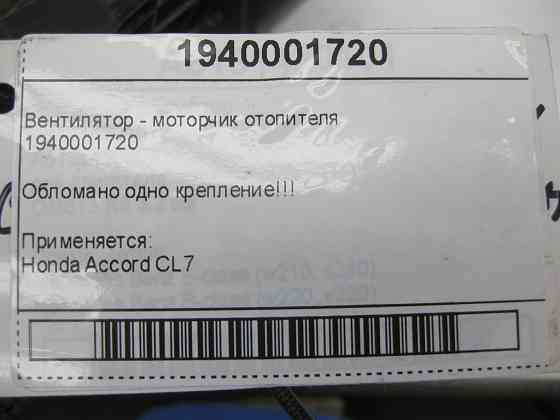 1940001720
Вентилятор - моторчик отопителя
1940001720
Обломано одно крепление!!!
Применяется:
Honda Accord CL7